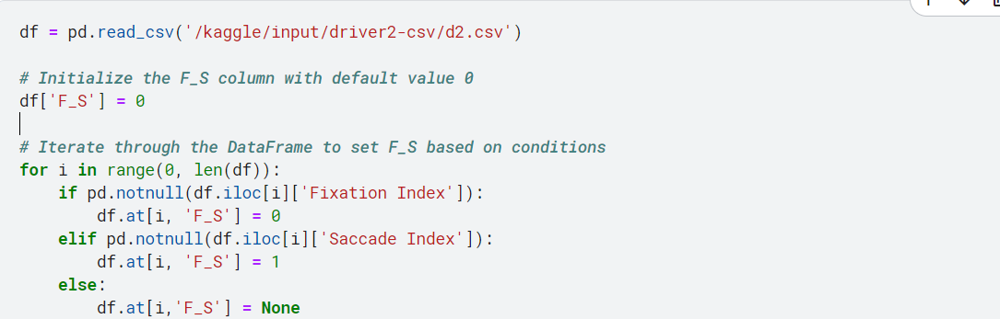 df = pd.read_csv('/kaggle/input/driver2-csv/d2.csv')
# Initialize the F_S column with default value 0
df['F_S'] = 0
# Iterate through the DataFrame to set F_S based on conditions
for i in range(0, len(df)):
    if pd.notnull(df.iloc[i]['Fixation Index']):
        df.at[i, 'F_S'] = 0
    elif pd.notnull(df.iloc[i]['Saccade Index']):
        df.at[i, 'F_S'] = 1
    else:
        df.at[i,'F_S'] = None